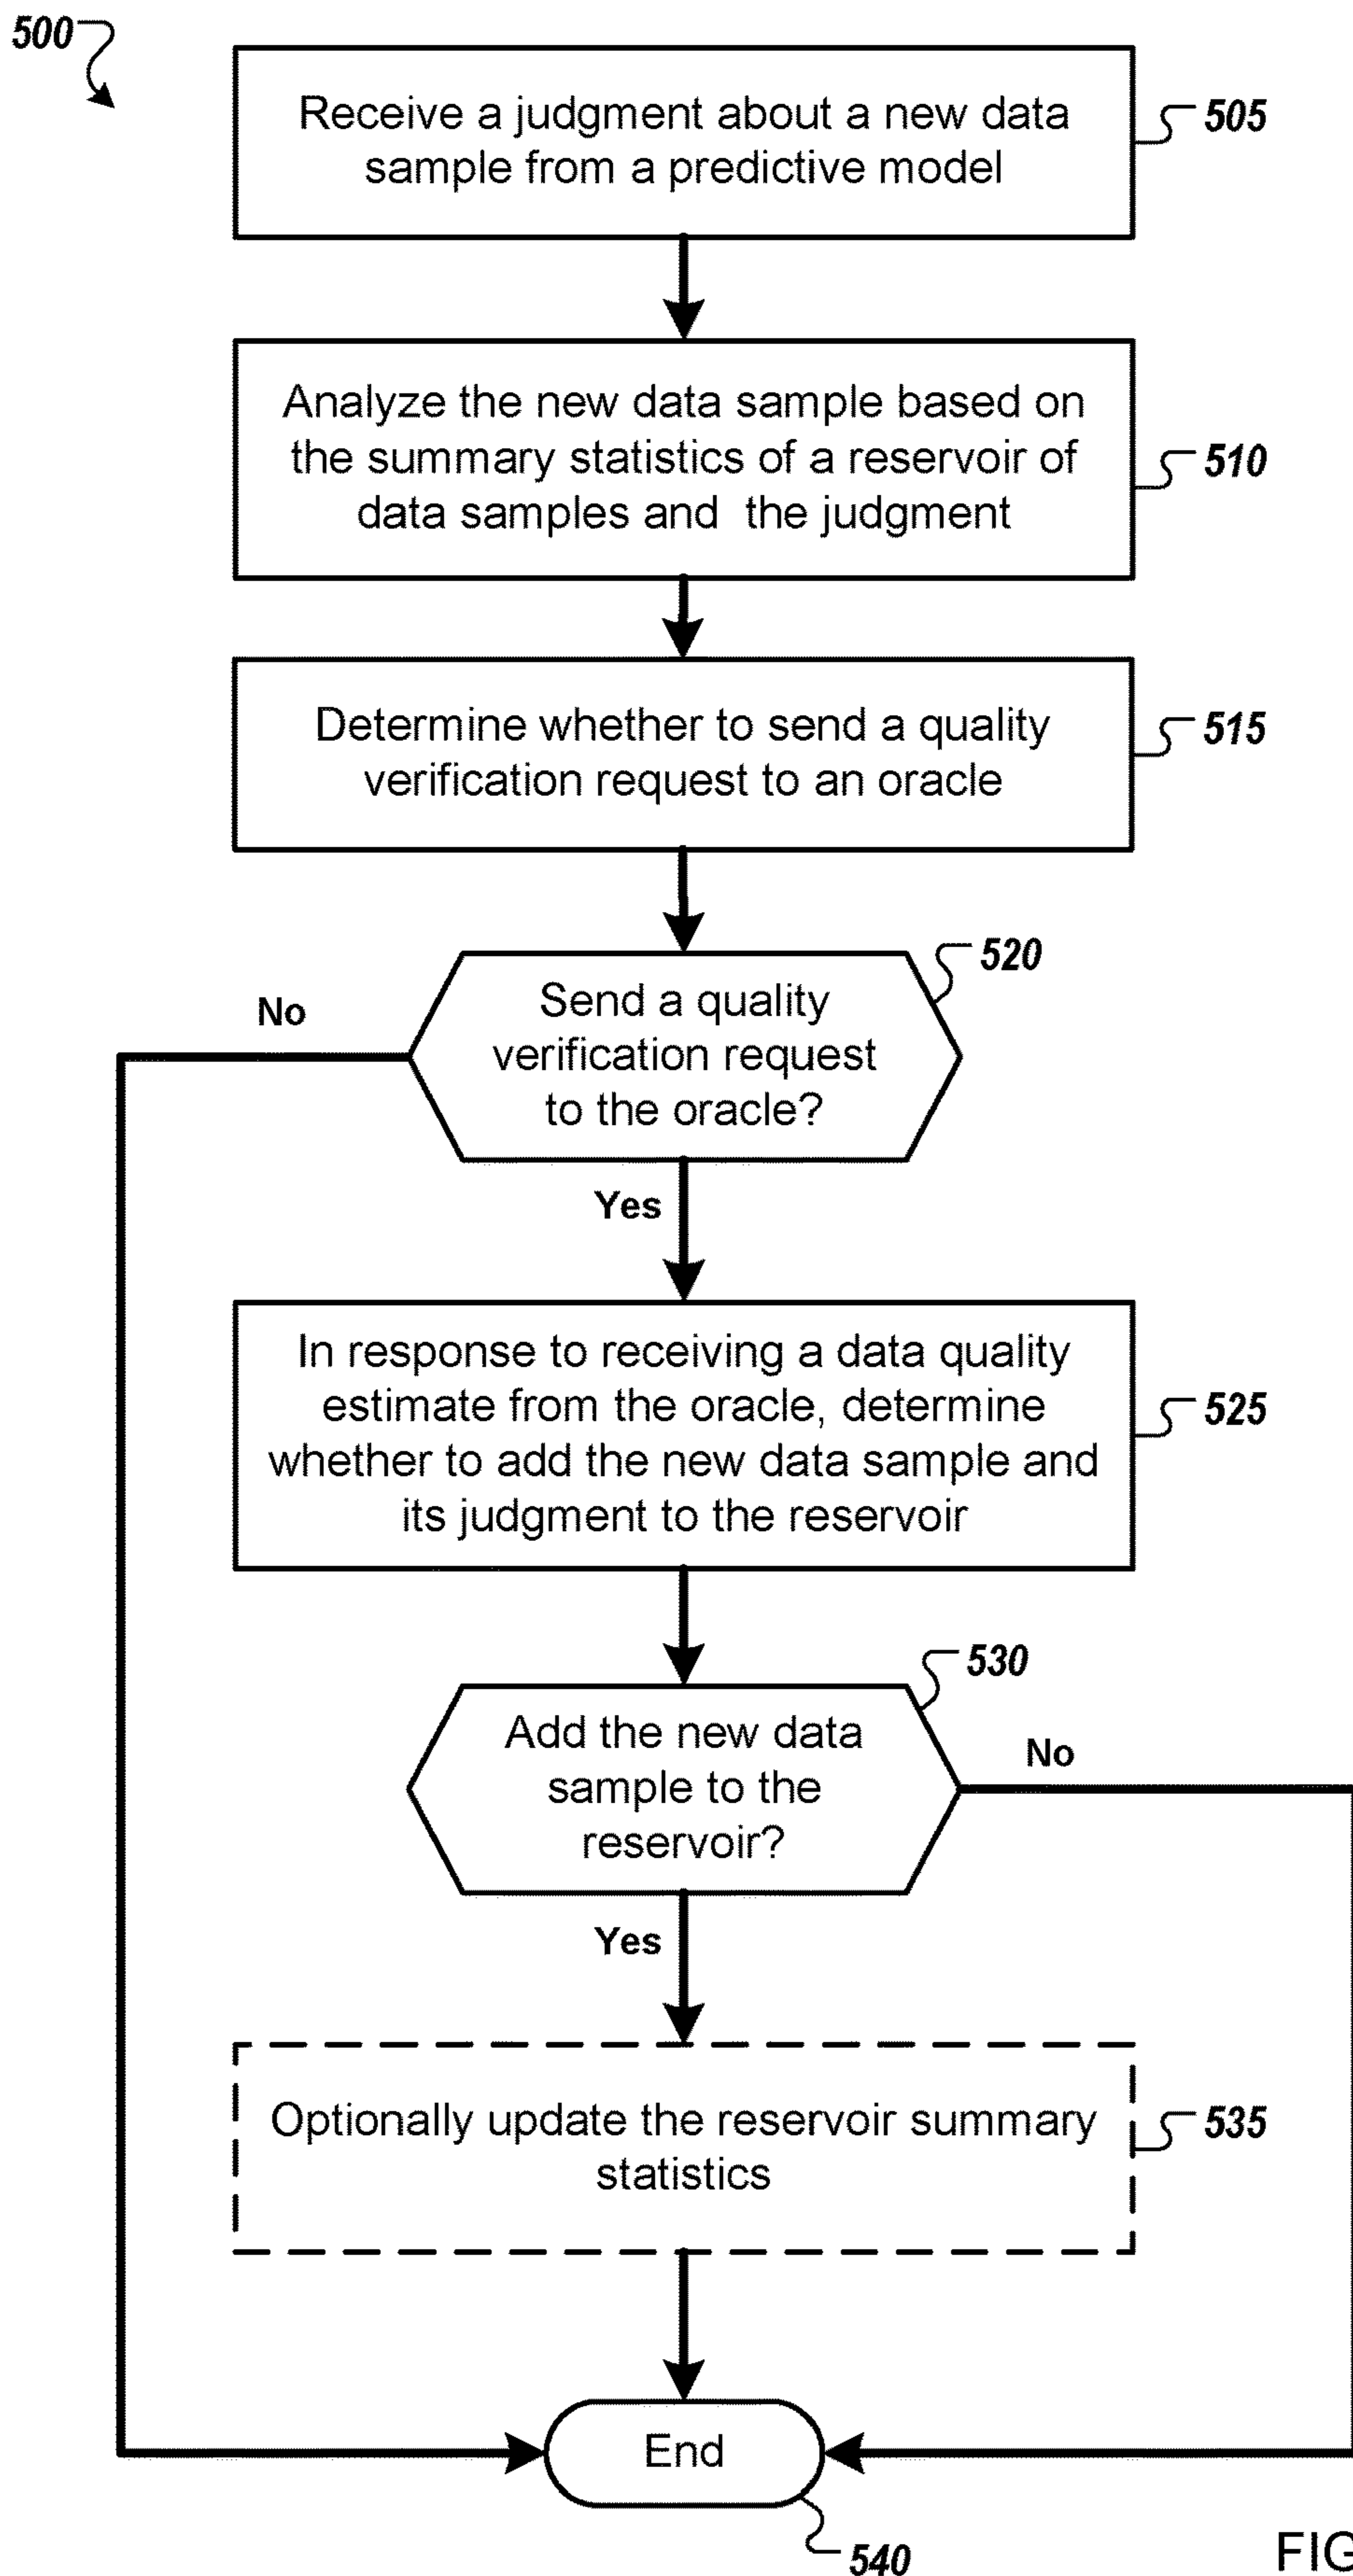 500
Receive a judgment about a new data
sample from a predictive model
505
Analyze the new data sample based on
the summary statistics of a reservoir of
data samples and the judgment
510
Determine whether to send a quality
verification request to an oracle
515
520
No
Send a quality
verification request
to the oracle?
Yes
In response to receiving a data quality
estimate from the oracle, determine
whether to add the new data sample and
its judgment to the reservoir
525
530
Add the new data
sample to the
reservoir?
No
Yes
Optionally update the reservoir summary
statistics
535
End
540
FIG